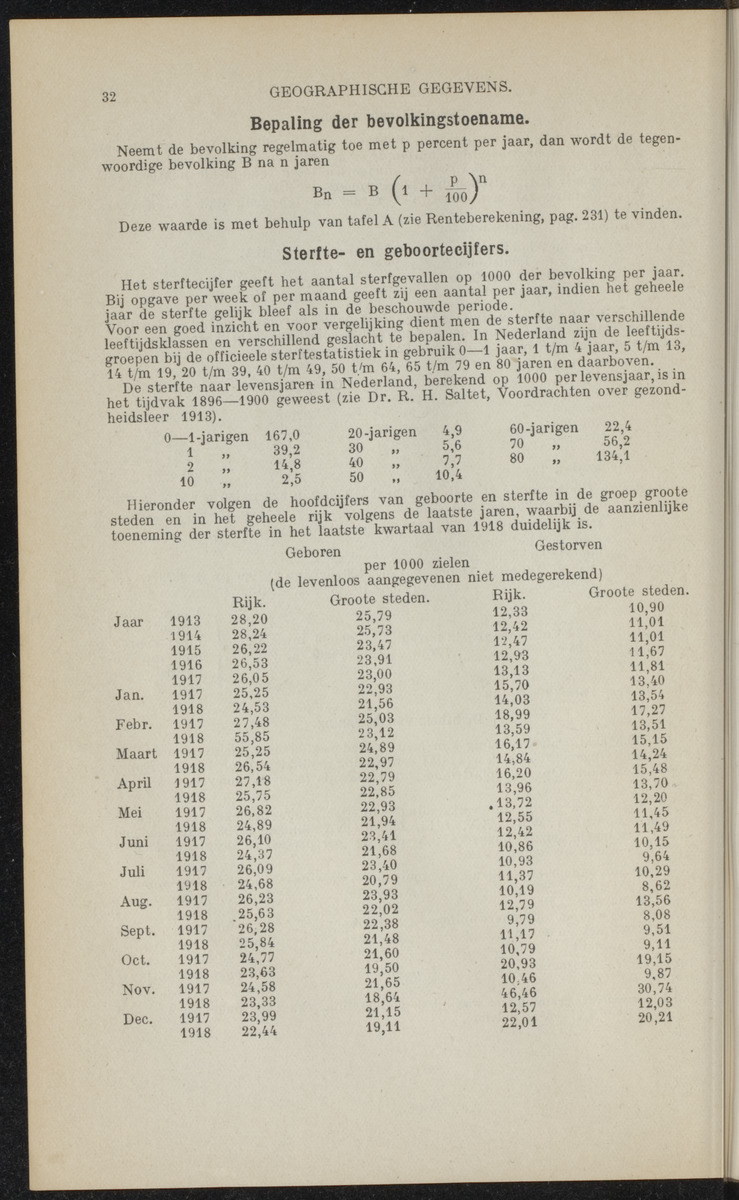 32
GEOGRAPHISCHE GEGEVENS.
Bepaling der bevolkingstoename.
Neemt de bevolking regelmatig toe met p percent per jaar, dan wordt de tegen-
woordige bevolking B na n jaren
Bn = B (1 + p/100)^n
Deze waarde is met behulp van tafel A (zie Renteberekening, pag. 231) te vinden.
Sterfte- en geboortecijfers.
Het sterftecijfer geeft het aantal sterfgevallen op 1000 der bevolking per jaar.
Bij opgave per week of per maand geeft zij een aantal per jaar, indien het geheele
jaar de sterfte gelijk bleef als in de beschouwde periode.
Voor een goed inzicht en voor vergelijking dient men de sterfte naar verschillende
leeftijdsklassen en verschillend geslacht te bepalen. In Nederland zijn de leeftijds-
groepen bij de officieele sterftestatistiek in gebruik 0—1 jaar, 1 t/m 4 jaar, 5 t/m 13,
14 t/m 19, 20 t/m 39, 40 t/m 49, 50 t/m 64, 65 t/m 79 en 80 jaren en daarboven.
De sterfte naar levensjaren in Nederland, berekend op 1000 per levensjaar, is in
het tijdvak 1896—1900 geweest (zie Dr. R. H. Saltet, Voordrachten over gezond-
heidsleer 1913).
0—1-jarigen 167,0 20-jarigen 4,9 60-jarigen 22,4
1 „ 39,2 30 „ 5,6 70 „ 56,2
2 „ 14,8 40 „ 7,7 80 „ 134,1
10 „ 2,5 50 „ 10,4
Hieronder volgen de hoofdcijfers van geboorte en sterfte in de groep groote
steden en in het geheele rijk volgens de laatste jaren, waarbij de aanzienlijke
toeneming der sterfte in het laatste kwartaal van 1918 duidelijk is.
Geboren Gestorven
per 1000 zielen
(de levenloos aangegevenen niet medegerekend)
Rijk. Groote steden. Rijk. Groote steden.
Jaar 1913 28,20 25,79 12,33 10,90
1914 28,24 25,73 12,42 11,01
1915 26,22 23,47 12,47 11,01
1916 26,53 23,91 12,93 11,67
1917 26,05 23,00 13,13 11,81
Jan. 1917 25,25 22,93 15,70 13,40
1918 24,53 21,56 14,03 13,54
Febr. 1917 27,48 25,03 18,99 17,27
1918 55,85 23,12 13,59 13,51
Maart 1917 25,25 24,89 16,17 15,15
1918 26,54 22,97 14,84 14,24
April 1917 27,18 22,79 16,20 15,48
1918 25,75 22,85 13,96 13,70
Mei 1917 26,82 22,93 13,72 12,20
1918 24,89 21,94 12,55 11,45
Juni 1917 26,10 23,41 12,42 11,49
1918 24,37 21,68 10,86 10,15
Juli 1917 26,09 23,40 10,93 9,64
1918 24,68 20,79 11,37 10,29
Aug. 1917 26,23 23,93 10,19 8,62
1918 25,63 22,02 12,79 13,56
Sept. 1917 26,28 22,38 9,79 8,08
1918 25,84 21,48 11,17 9,51
Oct. 1917 24,77 21,60 10,79 9,11
1918 23,63 19,50 20,93 19,15
Nov. 1917 24,58 21,65 10,46 9,87
1918 23,33 18,64 46,46 30,74
Dec. 1917 23,99 21,15 12,57 12,03
1918 22,44 19,11 22,01 20,21